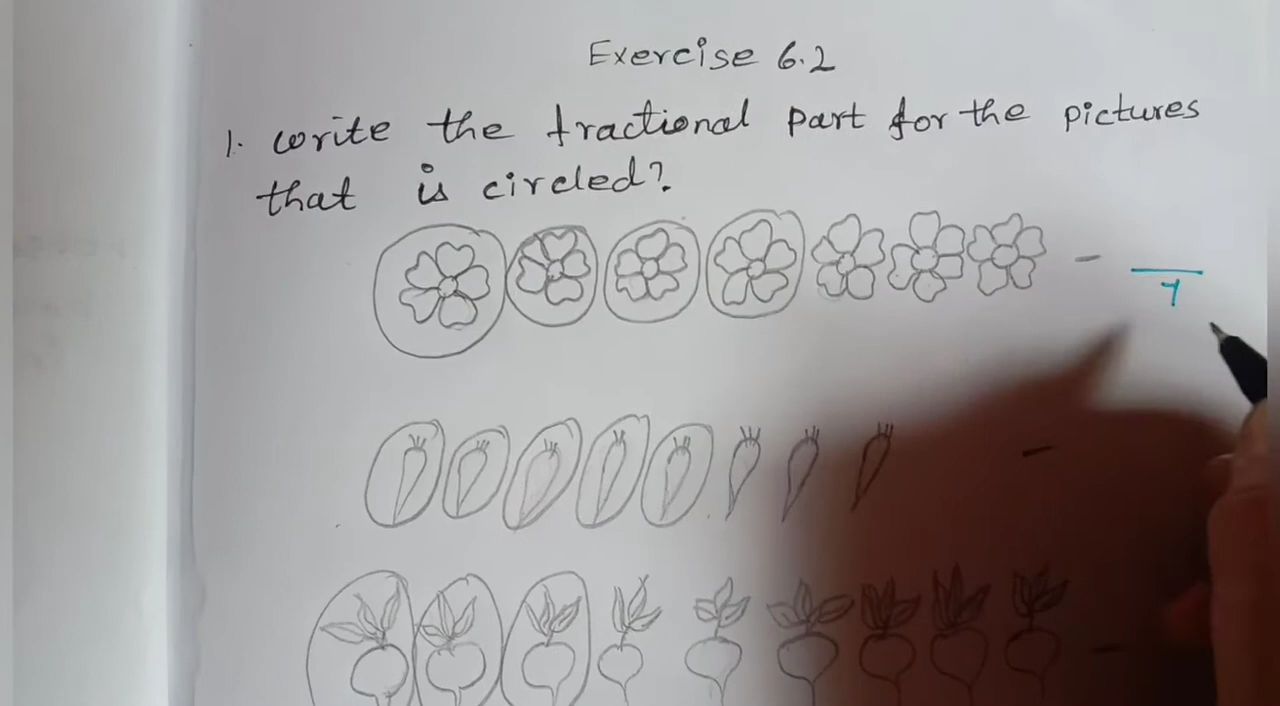 Exercise 6.2
1. Write the fractional part for the pictures
that is circled?
-
7
-
-